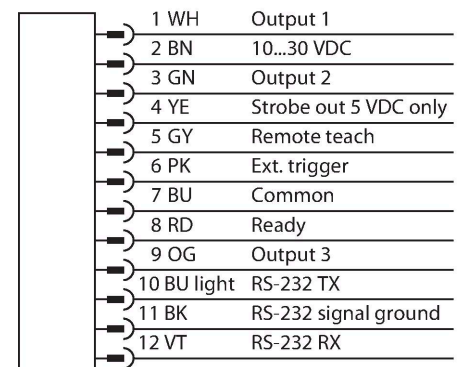 1 WH Output 1
2 BN 10...30 VDC
3 GN Output 2
4 YE Strobe out 5 VDC only
5 GY Remote teach
6 PK Ext. trigger
7 BU Common
8 RD Ready
9 OG Output 3
10 BU light RS-232 TX
11 BK RS-232 signal ground
12 VT RS-232 RX